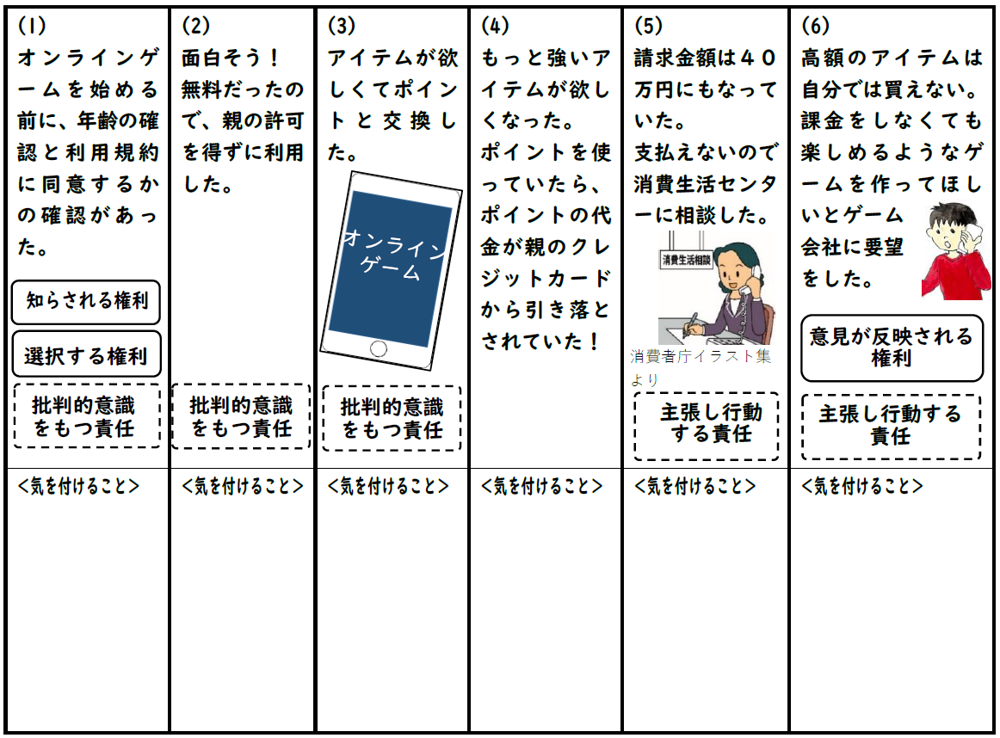 (1)
オンラインゲ
ームを始める
前に、年齢の確
認と利用規約
に同意するか
の確認があっ
た。
知らされる権利
選択する権利
批判的意識
をもつ責任
(2)
面白そう!
無料だったの
で、親の許可
を得ずに利用
した。
批判的意識
をもつ責任
(3)
アイテムが欲
しくてポイン
トと交換し
た。
オンライン
ゲーム
批判的意識
をもつ責任
(4)
もっと強いア
イテムが欲し
くなった。
ポイントを使
っていたら、
ポイントの代
金が親のクレ
ジットカード
から引き落と
されていた!
(5)
請求金額は40
万円にもなって
いた。
支払えないので
消費生活センタ
ーに相談した。
消費生活相談
消費者庁イラスト集
より
主張し行動
する責任
(6)
高額のアイテムは
自分では買えない。
課金をしなくても
楽しめるようなゲ
ームを作ってほし
いとゲーム
会社に要望
をした。
意見が反映される
権利
主張し行動する
責任
<気を付けること>
<気を付けること>
<気を付けること>
<気を付けること>
<気を付けること>
<気を付けること>